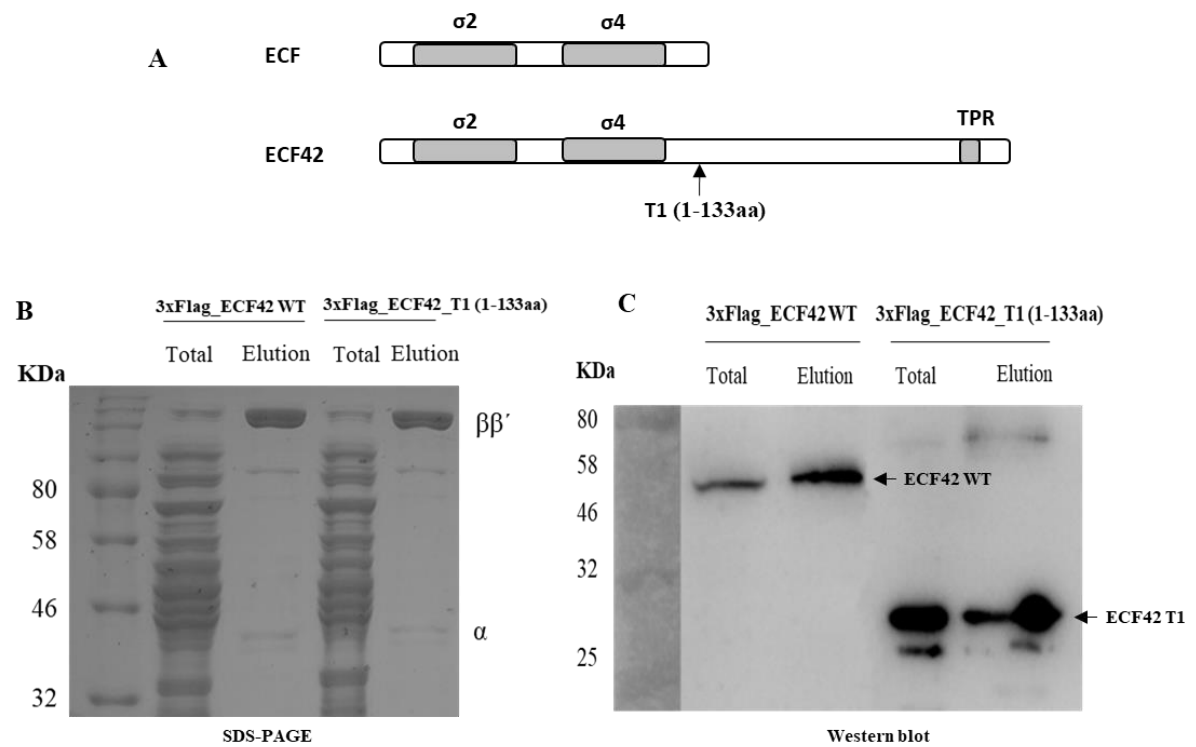 A
σ2 σ4
ECF
σ2 σ4 TPR
ECF42
T1 (1-133aa)
B
3xFlag_ECF42 WT 3xFlag_ECF42_T1 (1-133aa)
Total Elution Total Elution
KDa
ββ´
80
58
46
α
32
SDS-PAGE
C
3xFlag_ECF42 WT 3xFlag_ECF42_T1 (1-133aa)
KDa
Total Elution Total Elution
80
58
ECF42 WT
46
32
ECF42 T1
25
Western blot